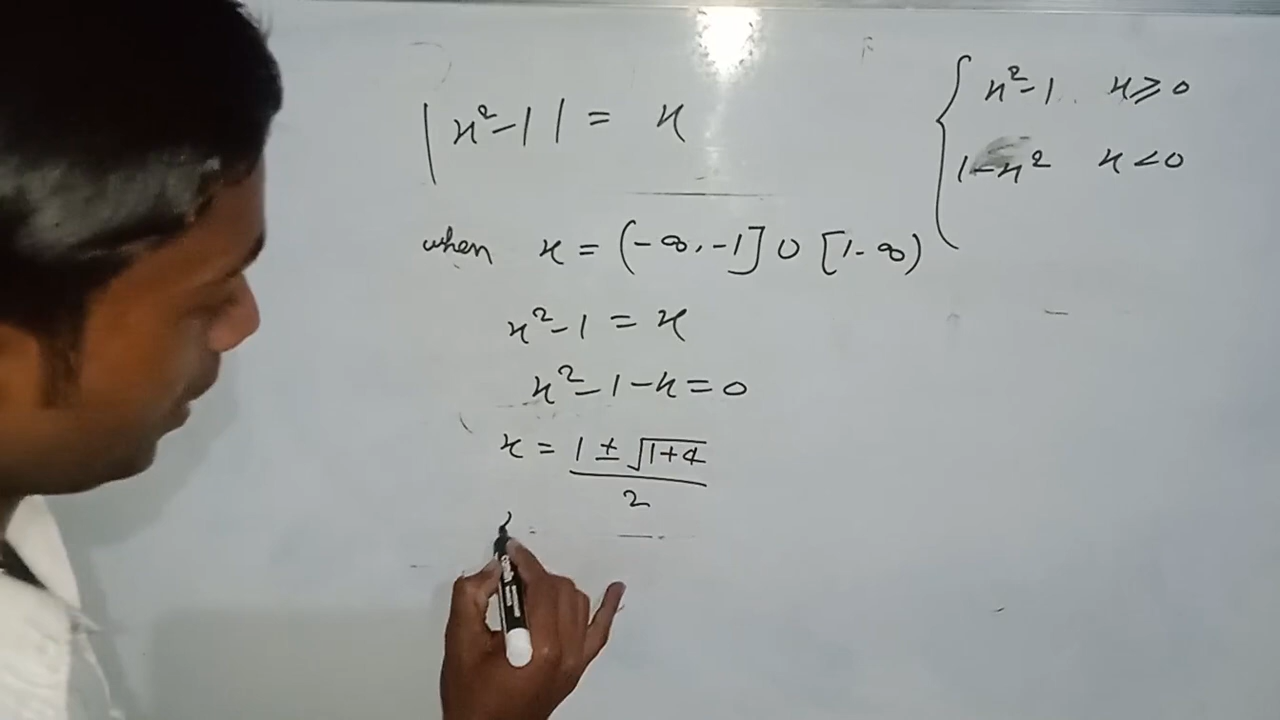 |x²-1| = x
{ x²-1 x≥0
1-x² x<0
when x = (-∞,-1] ∪ [1-∞)
x²-1 = x
x²-1-x=0
x = (1 ± √(1+4))/2